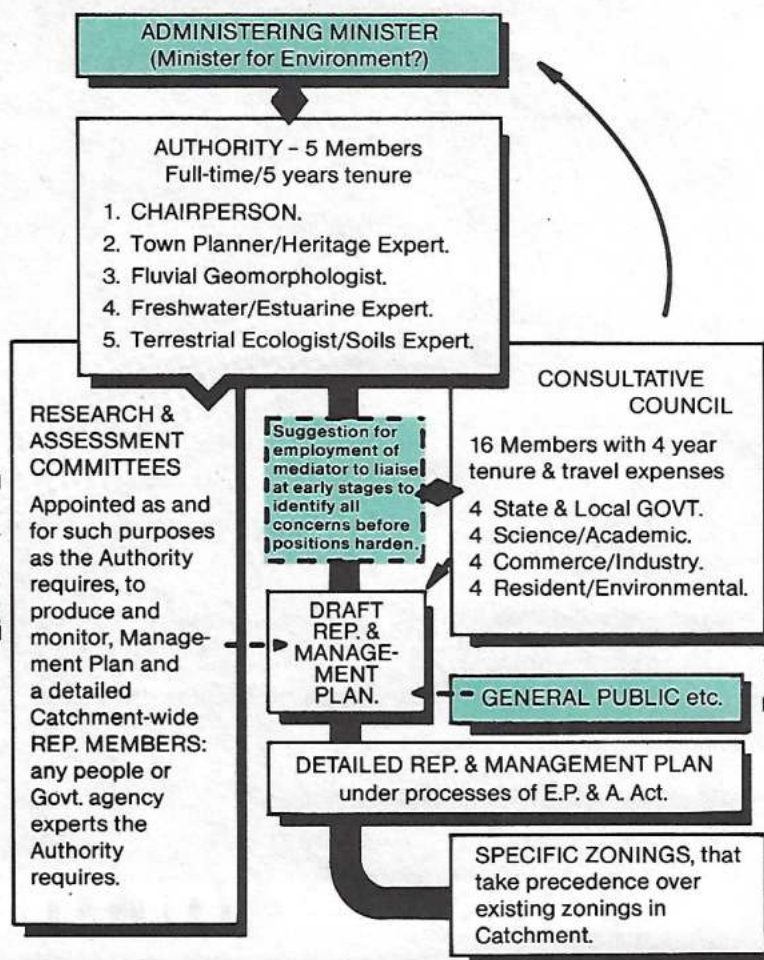 ADMINISTERING MINISTER
(Minister for Environment?)
AUTHORITY – 5 Members
Full-time/5 years tenure
1. CHAIRPERSON.
2. Town Planner/Heritage Expert.
3. Fluvial Geomorphologist.
4. Freshwater/Estuarine Expert.
5. Terrestrial Ecologist/Soils Expert.
RESEARCH &
ASSESSMENT
COMMITTEES
Appointed as and
for such purposes
as the Authority
requires, to
produce and
monitor, Manage-
ment Plan and
a detailed
Catchment-wide
REP. MEMBERS:
any people or
Govt. agency
experts the
Authority
requires.
Suggestion for
employment of
mediator to liaise
at early stages to
identify all
concerns before
positions harden.
CONSULTATIVE
COUNCIL
16 Members with 4 year
tenure & travel expenses
4 State & Local GOVT.
4 Science/Academic.
4 Commerce/Industry.
4 Resident/Environmental.
DRAFT
REP. &
MANAGE-
MENT
PLAN.
GENERAL PUBLIC etc.
DETAILED REP. & MANAGEMENT PLAN
under processes of E.P. & A. Act.
SPECIFIC ZONINGS, that
take precedence over
existing zonings in
Catchment.